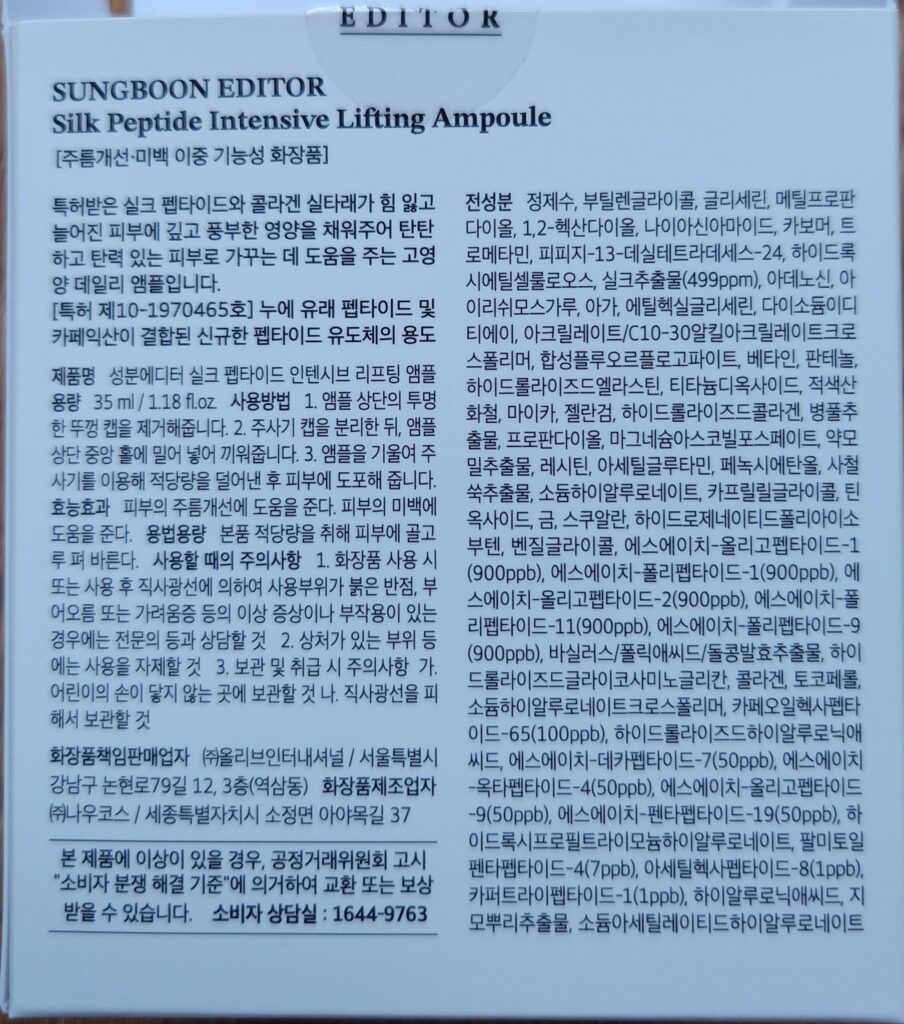 EDITOR
SUNGBOON EDITOR
Silk Peptide Intensive Lifting Ampoule
[주름개선·미백 이중 기능성 화장품]
특허받은 실크 펩타이드와 콜라겐 실타래가 힘 잃고
늘어진 피부에 깊고 풍부한 영양을 채워주어 탄탄
하고 탄력 있는 피부로 가꾸는 데 도움을 주는 고영
양 데일리 앰플입니다.
[특허 제10-1970465호] 누에 유래 펩타이드 및
카페익산이 결합된 신규한 펩타이드 유도체의 용도
제품명 성분에디터 실크 펩타이드 인텐시브 리프팅 앰플
용량 35 ml / 1.18 fl.oz. 사용방법 1. 앰플 상단의 투명
한 뚜껑 캡을 제거해줍니다. 2. 주사기 캡을 분리한 뒤, 앰플
상단 중앙 홀에 밀어 넣어 끼워줍니다. 3. 앰플을 기울여 주
사기를 이용해 적당량을 덜어낸 후 피부에 도포해 줍니다.
효능효과 피부의 주름개선에 도움을 준다. 피부의 미백에
도움을 준다. 용법용량 본품 적당량을 취해 피부에 골고
루 펴 바른다. 사용할 때의 주의사항 1. 화장품 사용 시
또는 사용 후 직사광선에 의하여 사용부위가 붉은 반점, 부
어오름 또는 가려움증 등의 이상 증상이나 부작용이 있는
경우에는 전문의 등과 상담할 것 2. 상처가 있는 부위 등
에는 사용을 자제할 것 3. 보관 및 취급 시 주의사항 가.
어린이의 손이 닿지 않는 곳에 보관할 것 나. 직사광선을 피
해서 보관할 것
화장품책임판매업자 ㈜올리브인터내셔널 / 서울특별시
강남구 논현로79길 12, 3층(역삼동) 화장품제조업자
㈜나우코스 / 세종특별자치시 소정면 아야목길 37
본 제품에 이상이 있을 경우, 공정거래위원회 고시
"소비자 분쟁 해결 기준"에 의거하여 교환 또는 보상
받을 수 있습니다. 소비자 상담실 : 1644-9763
전성분 정제수, 부틸렌글라이콜, 글리세린, 메틸프로판
다이올, 1,2-헥산다이올, 나이아신아마이드, 카보머, 트
로메타민, 피피지-13-데실테트라데세스-24, 하이드록
시에틸셀룰로오스, 실크추출물(499ppm), 아데노신, 아
이리쉬모스가루, 아가, 에틸헥실글리세린, 다이소듐이디
티에이, 아크릴레이트/C10-30알킬아크릴레이트크로
스폴리머, 합성플루오르플로고파이트, 베타인, 판테놀,
하이드롤라이즈드엘라스틴, 티타늄디옥사이드, 적색산
화철, 마이카, 젤란검, 하이드롤라이즈드콜라겐, 병풀추
출물, 프로판다이올, 마그네슘아스코빌포스페이트, 약모
밀추출물, 레시틴, 아세틸글루타민, 페녹시에탄올, 사철
쑥추출물, 소듐하이알루로네이트, 카프릴릴글라이콜, 틴
옥사이드, 금, 스쿠알란, 하이드로제네이티드폴리아이소
부텐, 벤질글라이콜, 에스에이치-올리고펩타이드-1
(900ppb), 에스에이치-폴리펩타이드-1(900ppb), 에
스에이치-올리고펩타이드-2(900ppb), 에스에이치-폴
리펩타이드-11(900ppb), 에스에이치-폴리펩타이드-9
(900ppb), 바실러스/폴릭애씨드/돌콩발효추출물, 하이
드롤라이즈드글라이코사미노글리칸, 콜라겐, 토코페롤,
소듐하이알루로네이트크로스폴리머, 카페오일헥사펩타
이드-65(100ppb), 하이드롤라이즈드하이알루로닉애
씨드, 에스에이치-데카펩타이드-7(50ppb), 에스에이치
-옥타펩타이드-4(50ppb), 에스에이치-올리고펩타이드
-9(50ppb), 에스에이치-펜타펩타이드-19(50ppb), 하
이드록시프로필트라이모늄하이알루로네이트, 팔미토일
펜타펩타이드-4(7ppb), 아세틸헥사펩타이드-8(1ppb),
카퍼트라이펩타이드-1(1ppb), 하이알루로닉애씨드, 지
모뿌리추출물, 소듐아세틸레이티드하이알루로네이트